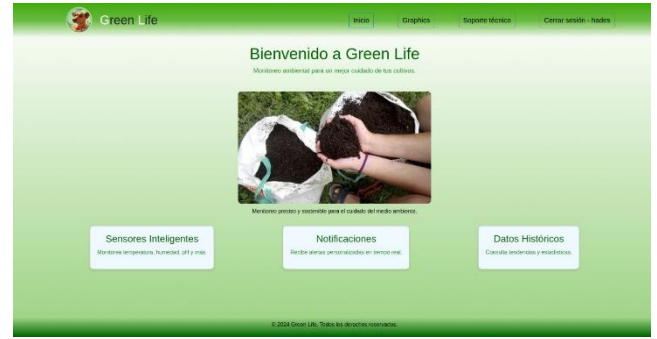 Green Life
Inicio
Graphics
Soporte técnico
Cerrar sesión - hades
Bienvenido a Green Life
Monitoreo ambiental para un mejor cuidado de tus cultivos.
Monitoreo preciso y sostenible para el cuidado del medio ambiente.
Sensores Inteligentes
Monitorea temperatura, humedad, pH y más.
Notificaciones
Recibe alertas personalizadas en tiempo real.
Datos Históricos
Consulta tendencias y estadísticas.
© 2024 Green Life. Todos los derechos reservados.